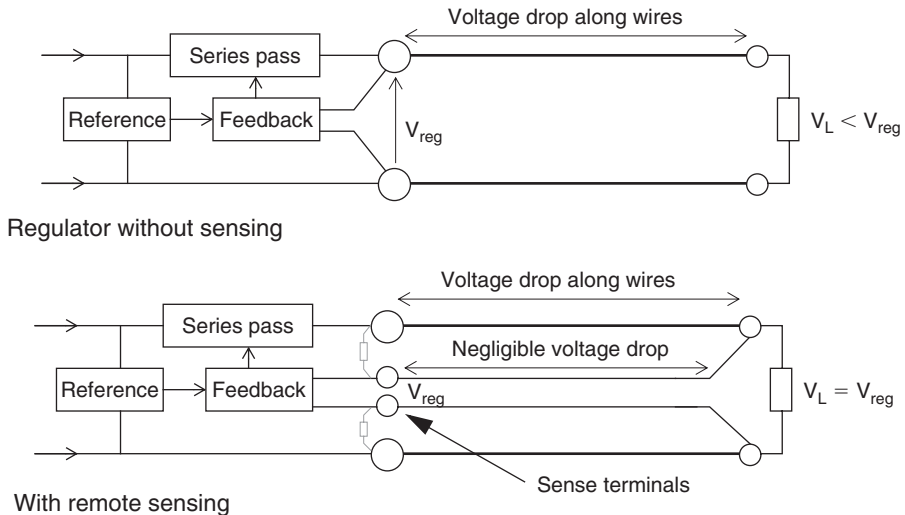 Voltage drop along wires
Series pass
Reference
Feedback
V_reg
V_L < V_reg
Regulator without sensing
Voltage drop along wires
Series pass
Negligible voltage drop
Reference
Feedback
V_reg
V_L = V_reg
Sense terminals
With remote sensing